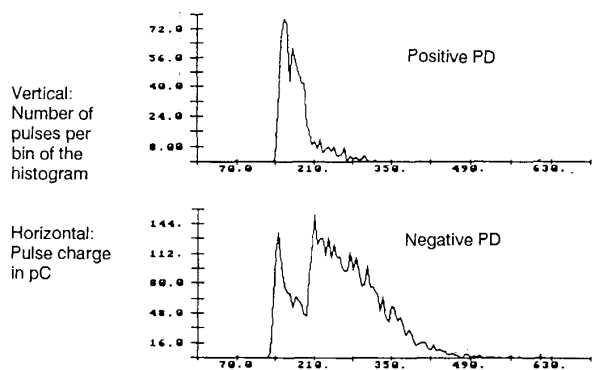 72.0
56.0
40.0
24.0
8.00
70.0 210. 350. 490. 630.
Positive PD
Vertical:
Number of
pulses per
bin of the
histogram
Horizontal:
Pulse charge
in pC
144.
112.
80.0
48.0
16.0
70.0 210. 350. 490. 630.
Negative PD